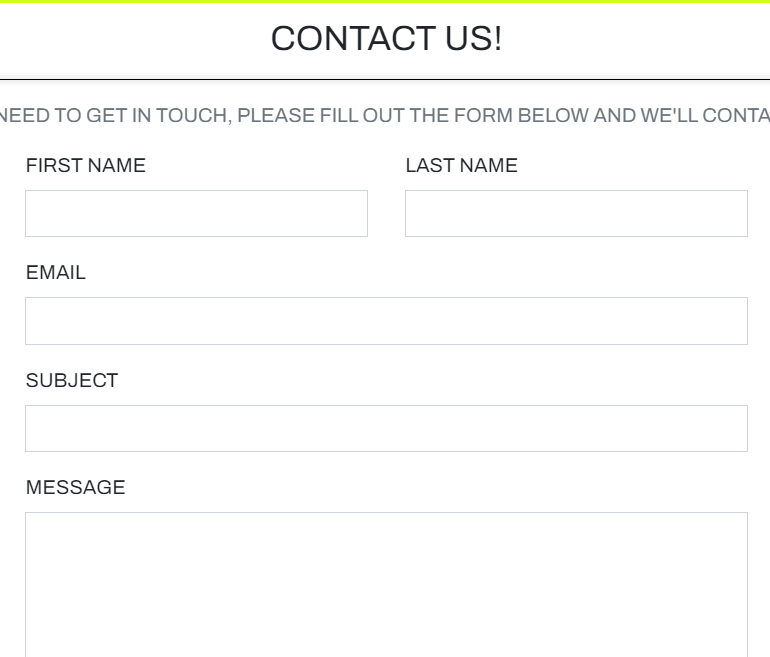 CONTACT US!
NEED TO GET IN TOUCH, PLEASE FILL OUT THE FORM BELOW AND WE'LL
FIRST NAME LAST NAME
EMAIL
SUBJECT
MESSAGE